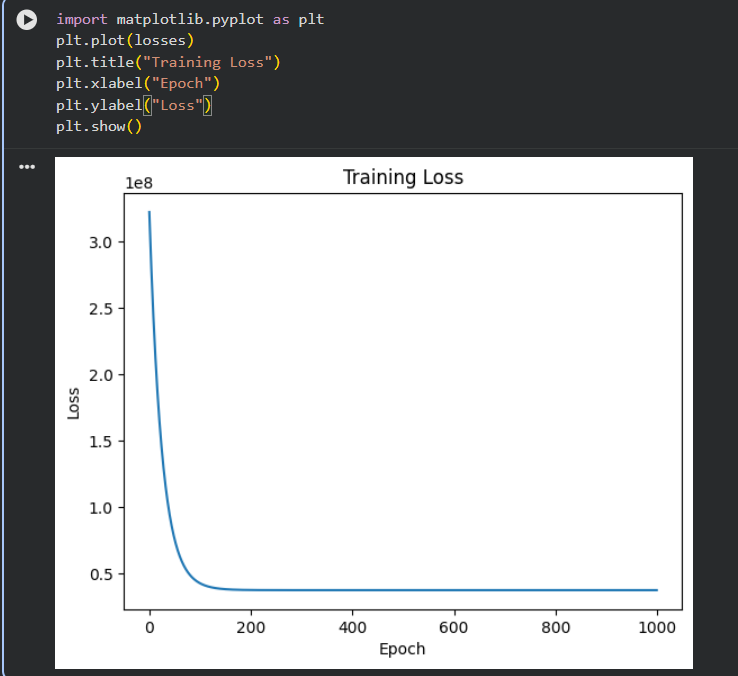 import matplotlib.pyplot as plt
plt.plot(losses)
plt.title("Training Loss")
plt.xlabel("Epoch")
plt.ylabel("Loss")
plt.show()
Training Loss
1e8
3.0
2.5
2.0
1.5
1.0
0.5
Loss
0 200 400 600 800 1000
Epoch